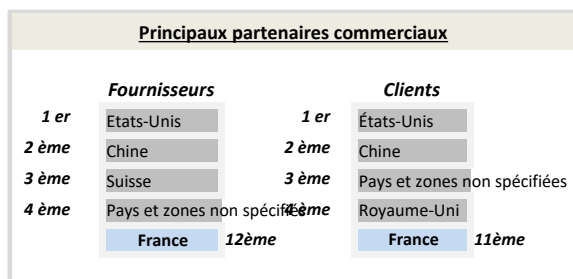 Principaux partenaires commerciaux
Fournisseurs Clients
1 er Etats-Unis 1 er États-Unis
2 ème Chine 2 ème Chine
3 ème Suisse 3 ème Pays et zones non spécifiées
4 ème Pays et zones non spécifiées 4 ème Royaume-Uni
France 12ème France 11ème